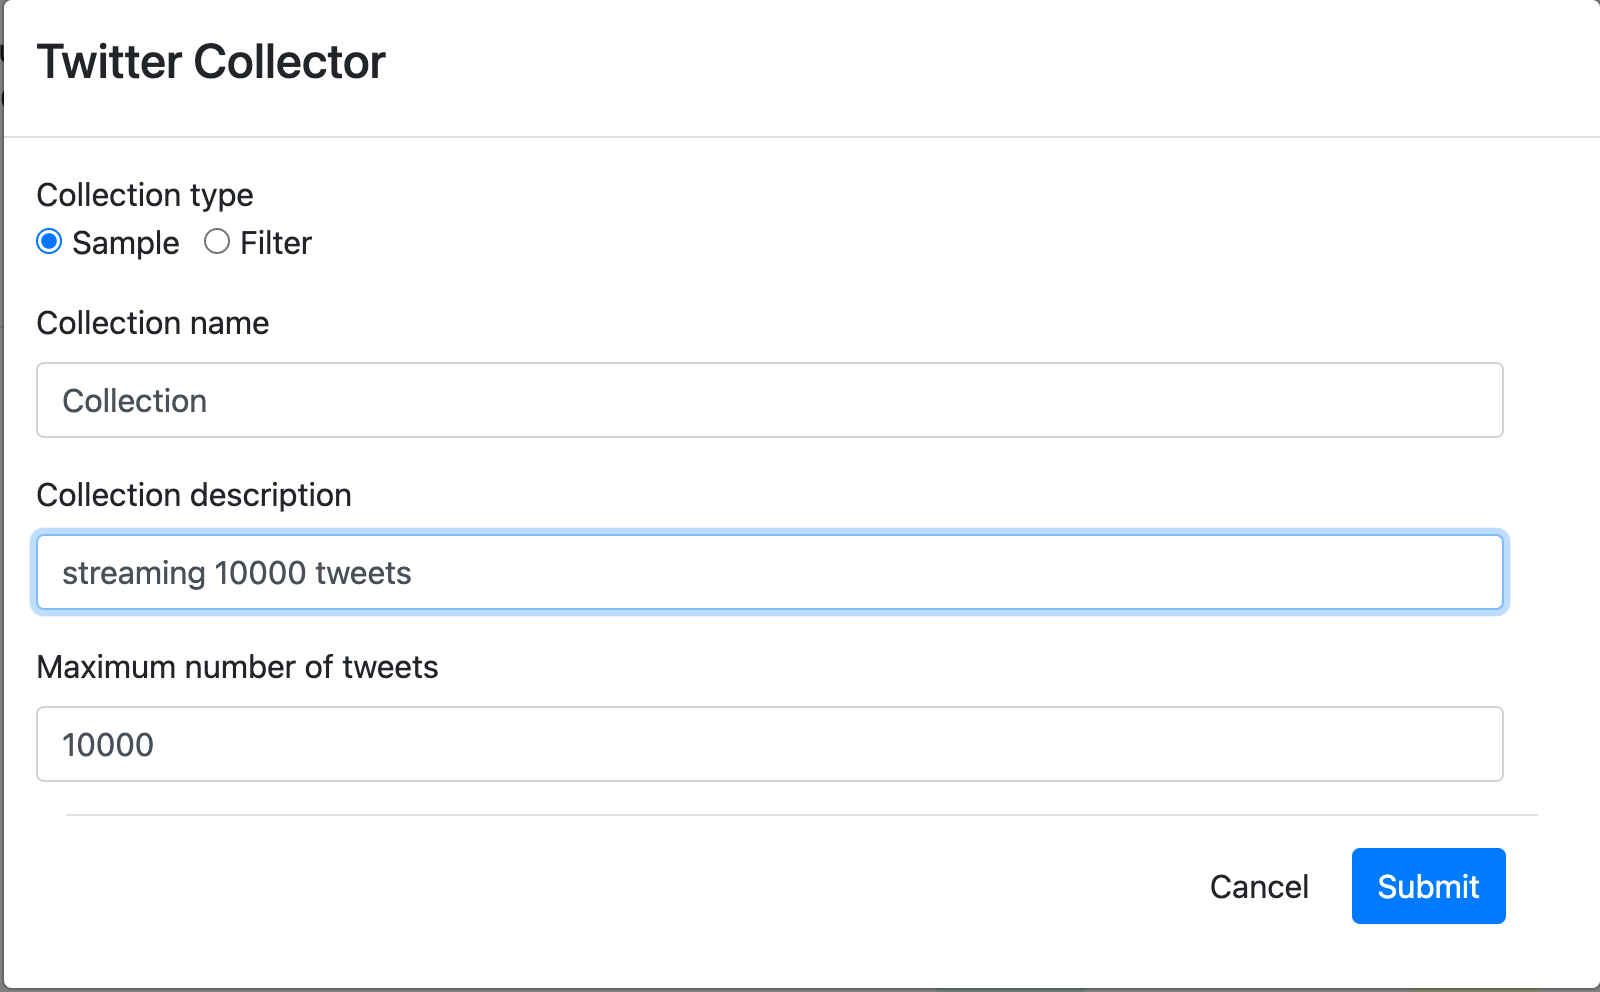 Twitter Collector
Collection type
Sample Filter
Collection name
Collection
Collection description
streaming 10000 tweets
Maximum number of tweets
10000
Cancel Submit